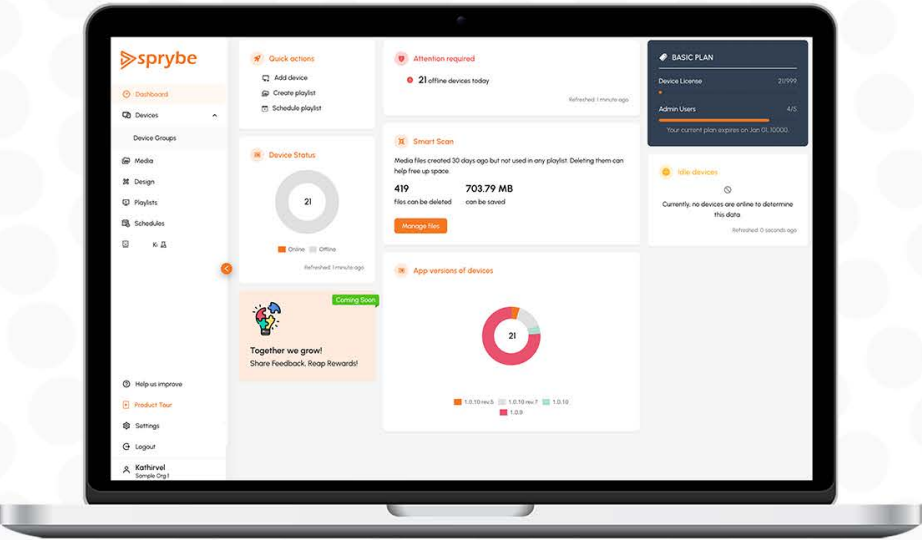 sprybe
Dashboard
Devices
Device Groups
Media
Design
Playlists
Schedules
Help us improve
Product Tour
Settings
Logout
Kathirvel
Sample Org 1
Quick actions
Add device
Create playlist
Schedule playlist
Device Status
21
Online Offline
Refreshed: 1 minute ago
Coming Soon
Together we grow!
Share Feedback, Reap Rewards!
Attention required
21 offline devices today
Refreshed: 1 minute ago
Smart Scan
Media files created 30 days ago but not used in any playlist. Deleting them can
help free up space.
419 703.79 MB
files can be deleted can be saved
Manage files
App versions of devices
21
1.0.10-rev.5 1.0.10-rev.7 1.0.10
1.0.9
BASIC PLAN
Device License 21/999
Admin Users 4/5
Your current plan expires on Jan 01, 10000.
Idle devices
Currently, no devices are online to determine
this data
Refreshed: 0 seconds ago